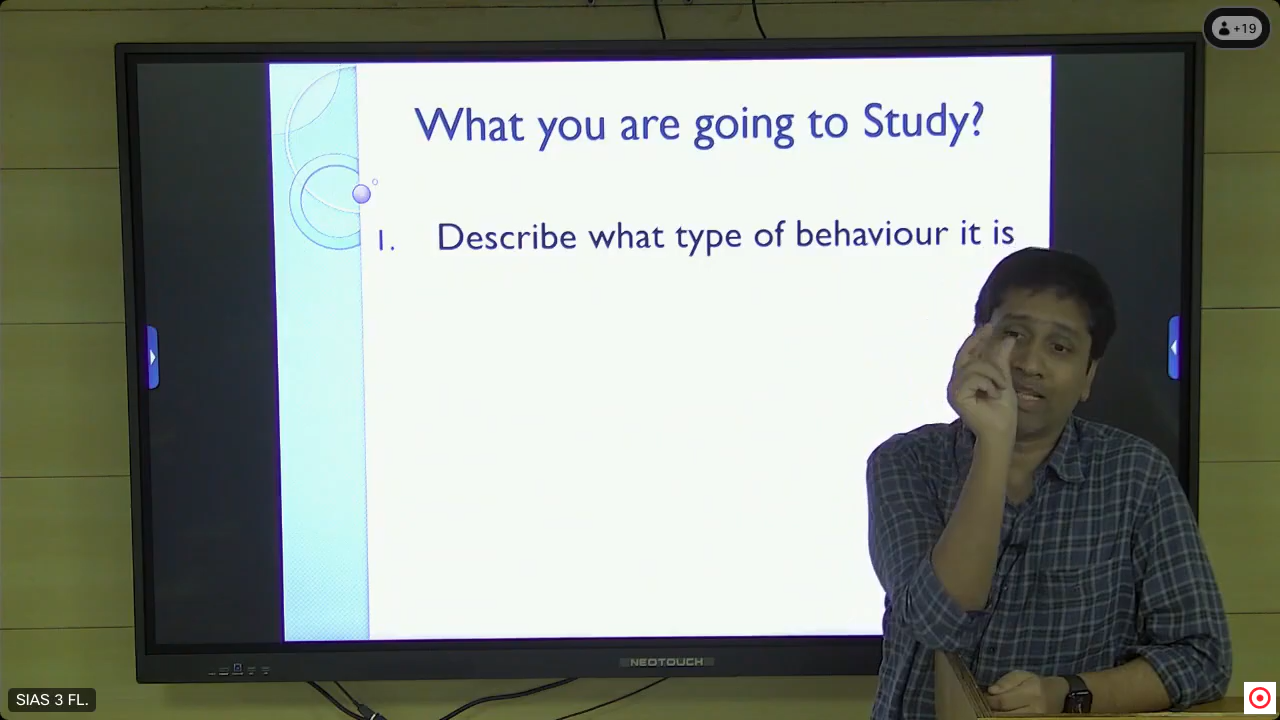 +19
What you are going to Study?
1. Describe what type of behaviour it is
NEOTOUCH
SIAS 3 FL.